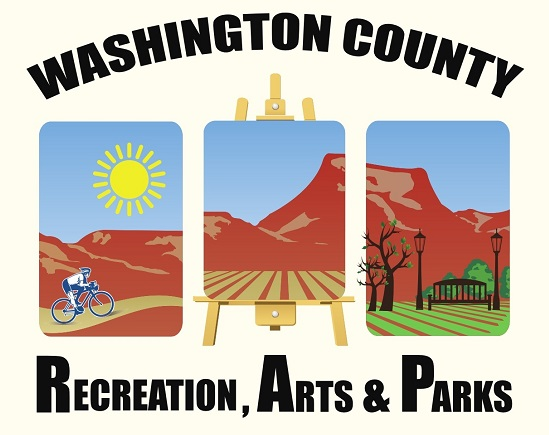 WASHINGTON COUNTY
RECREATION, ARTS & PARKS